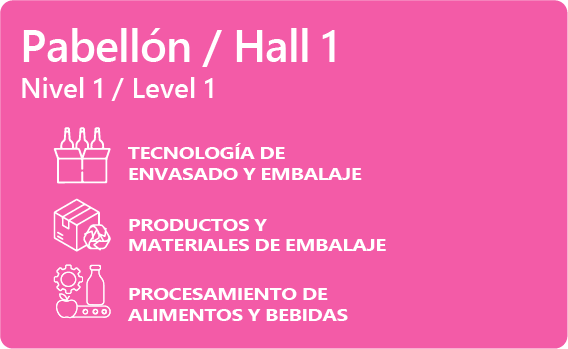 Pabellón / Hall 1
Nivel 1 / Level 1
TECNOLOGÍA DE
ENVASADO Y EMBALAJE
PRODUCTOS Y
MATERIALES DE EMBALAJE
PROCESAMIENTO DE
ALIMENTOS Y BEBIDAS